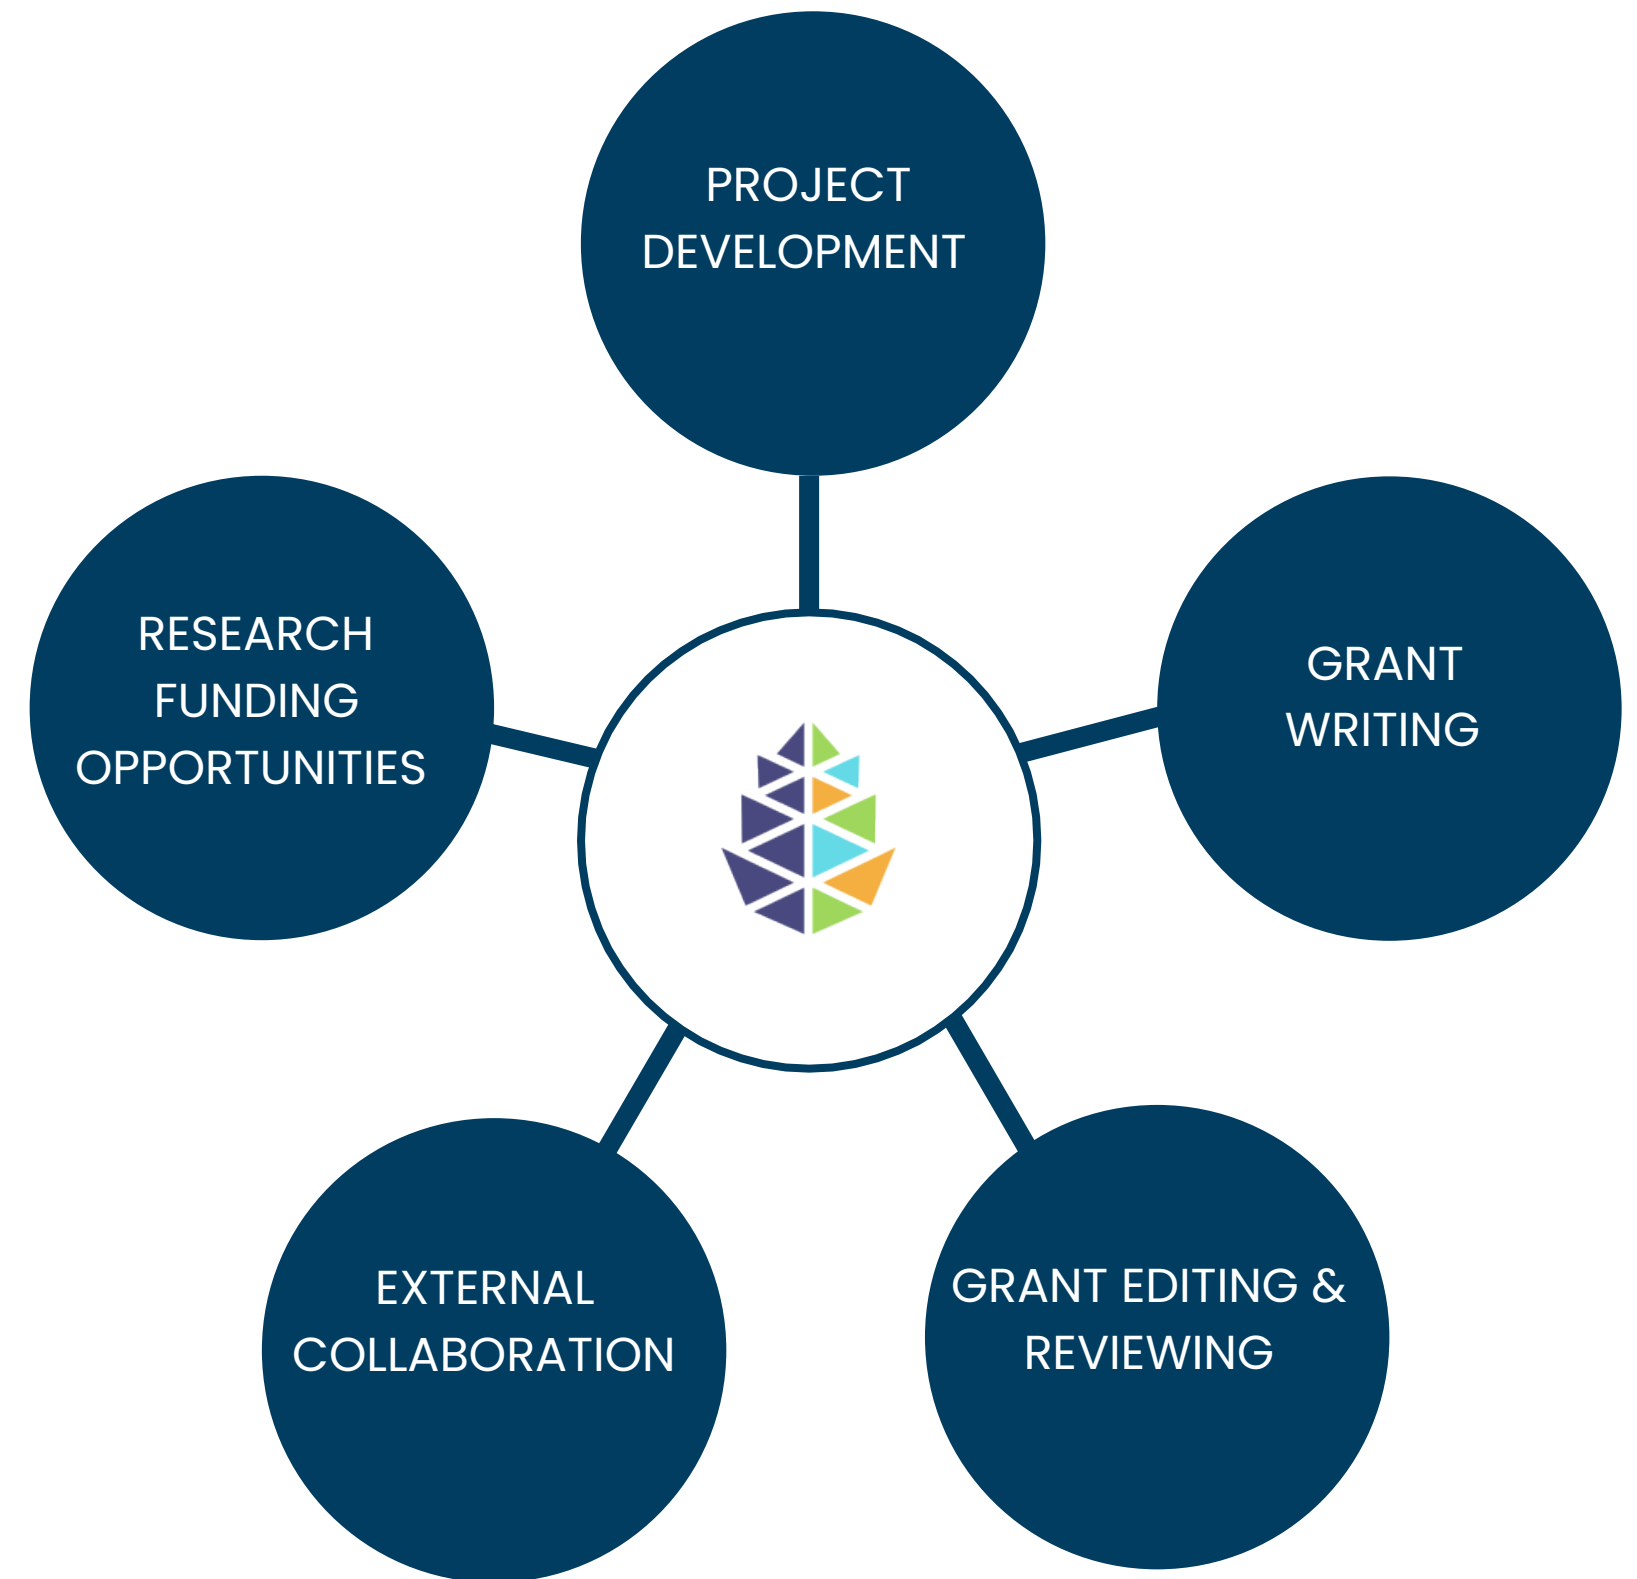 PROJECT
DEVELOPMENT
RESEARCH
FUNDING
OPPORTUNITIES
GRANT
WRITING
EXTERNAL
COLLABORATION
GRANT EDITING &
REVIEWING